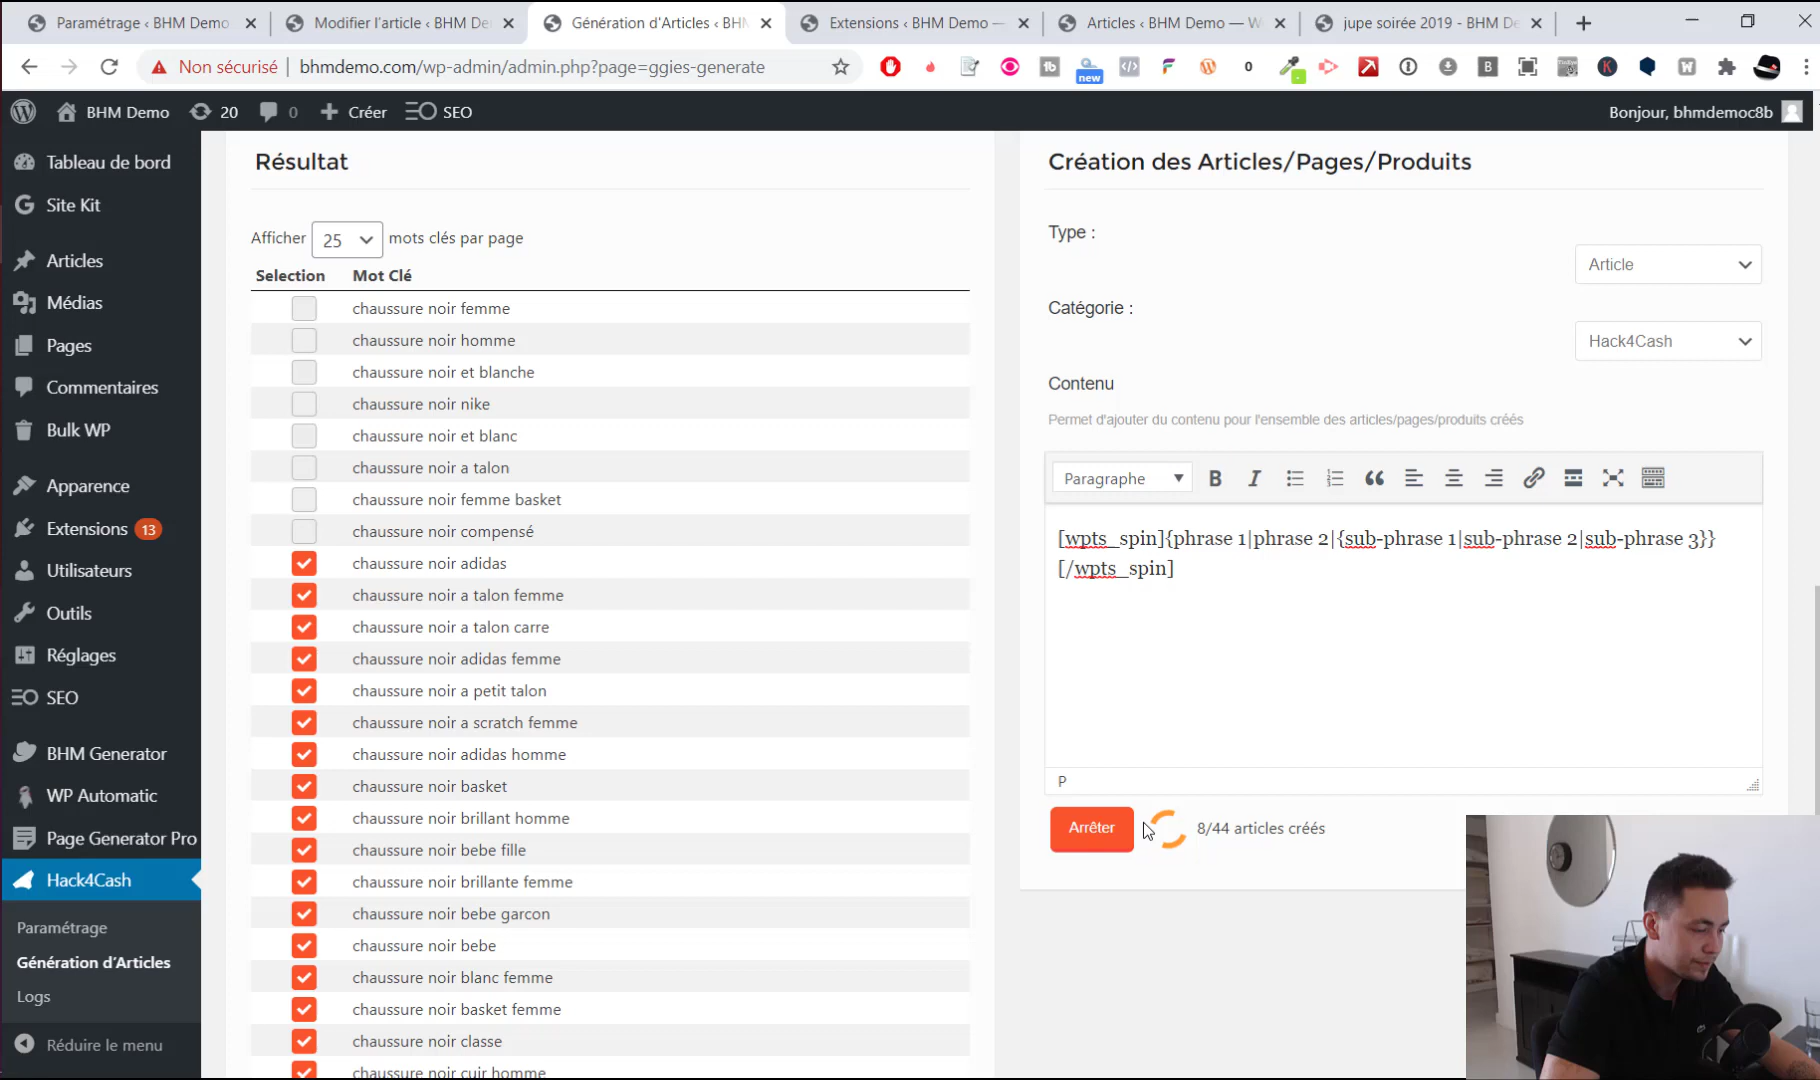 Paramétrage ‹ BHM Demo
Modifier l'article ‹ BHM De
Génération d'Articles ‹ BH
Extensions ‹ BHM Demo —
Articles ‹ BHM Demo — W
jupe soirée 2019 - BHM De
Non sécurisé
bhmdemo.com/wp-admin/admin.php?page=ggies-generate
new
BHM Demo
20
0
Créer
SEO
Bonjour, bhmdemoc8b
Tableau de bord
Site Kit
Articles
Médias
Pages
Commentaires
Bulk WP
Apparence
Extensions 13
Utilisateurs
Outils
Réglages
SEO
BHM Generator
WP Automatic
Page Generator Pro
Hack4Cash
Paramétrage
Génération d'Articles
Logs
Réduire le menu
Résultat
Afficher 25 mots clés par page
Selection Mot Clé
chaussure noir femme
chaussure noir homme
chaussure noir et blanche
chaussure noir nike
chaussure noir et blanc
chaussure noir a talon
chaussure noir femme basket
chaussure noir compensé
chaussure noir adidas
chaussure noir a talon femme
chaussure noir a talon carre
chaussure noir adidas femme
chaussure noir a petit talon
chaussure noir a scratch femme
chaussure noir adidas homme
chaussure noir basket
chaussure noir brillant homme
chaussure noir bebe fille
chaussure noir brillante femme
chaussure noir bebe garcon
chaussure noir bebe
chaussure noir blanc femme
chaussure noir basket femme
chaussure noir classe
chaussure noir cuir homme
Création des Articles/Pages/Produits
Type :
Article
Catégorie :
Hack4Cash
Contenu
Permet d'ajouter du contenu pour l'ensemble des articles/pages/produits créés
Paragraphe
[wpts_spin]{phrase 1|phrase 2|{sub-phrase 1|sub-phrase 2|sub-phrase 3}}
[/wpts_spin]
P
Arrêter
8/44 articles créés